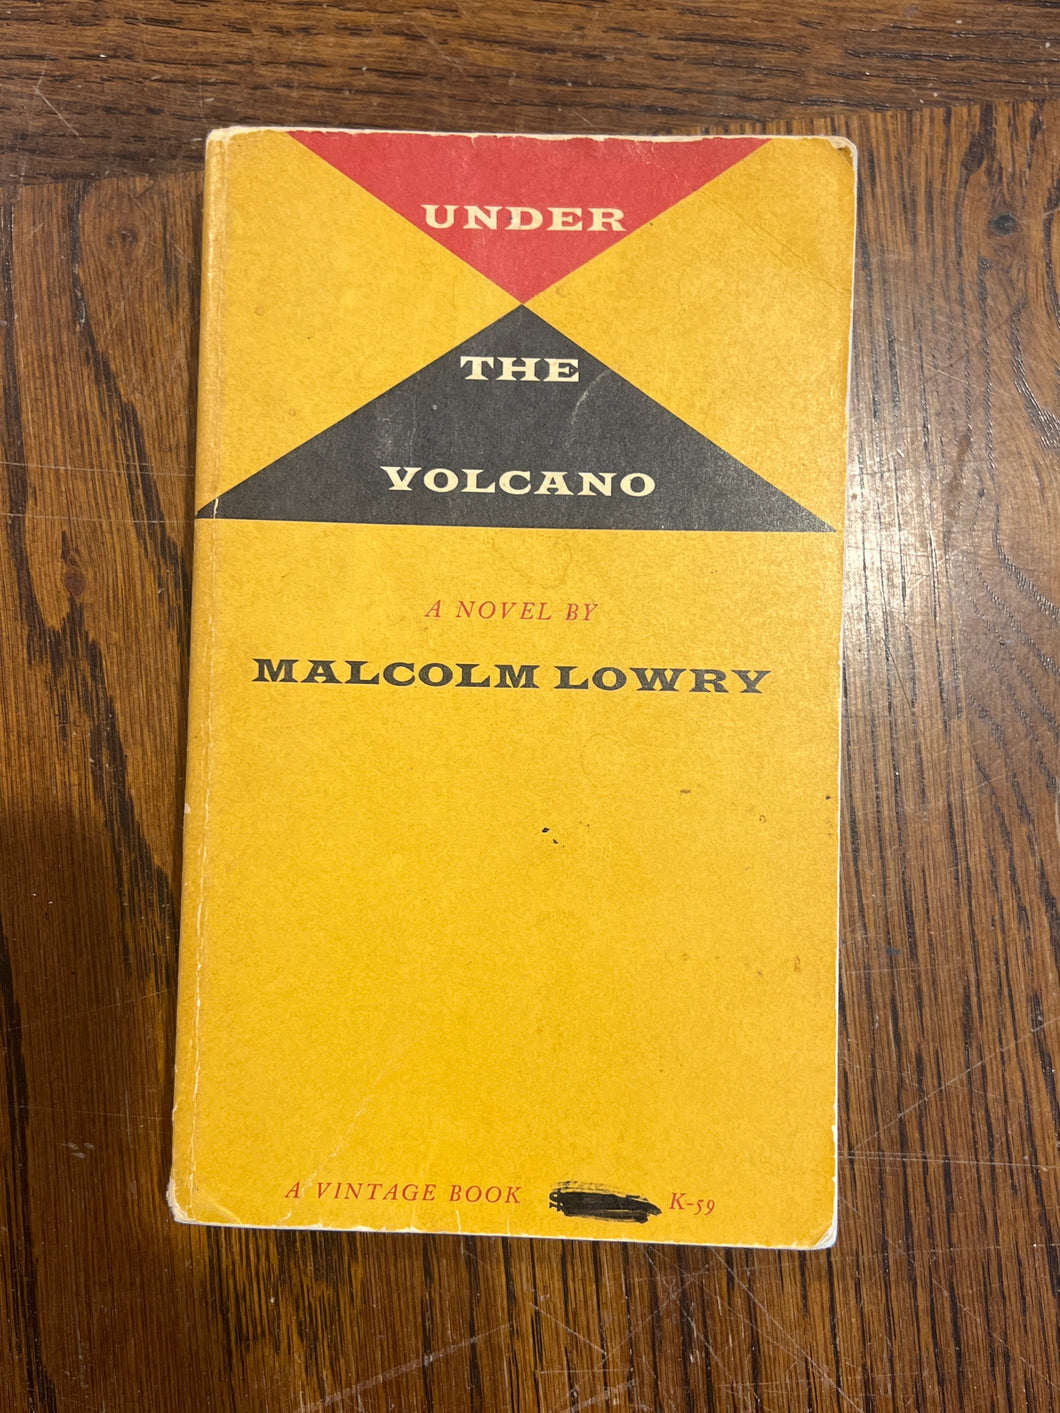 UNDER
THE
VOLCANO
A NOVEL BY
MALCOLM LOWRY
A VINTAGE BOOK K-59